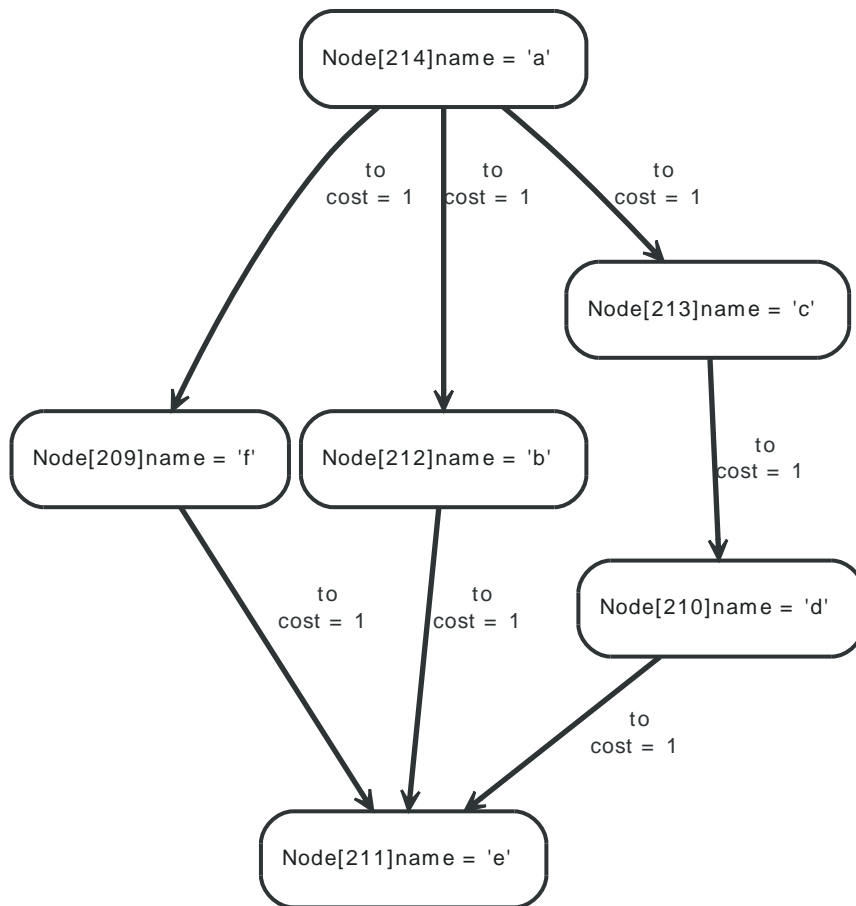 Node[214]name = 'a'
to
cost = 1
to
cost = 1
to
cost = 1
Node[213]name = 'c'
Node[209]name = 'f'
Node[212]name = 'b'
to
cost = 1
to
cost = 1
to
cost = 1
Node[210]name = 'd'
to
cost = 1
Node[211]name = 'e'